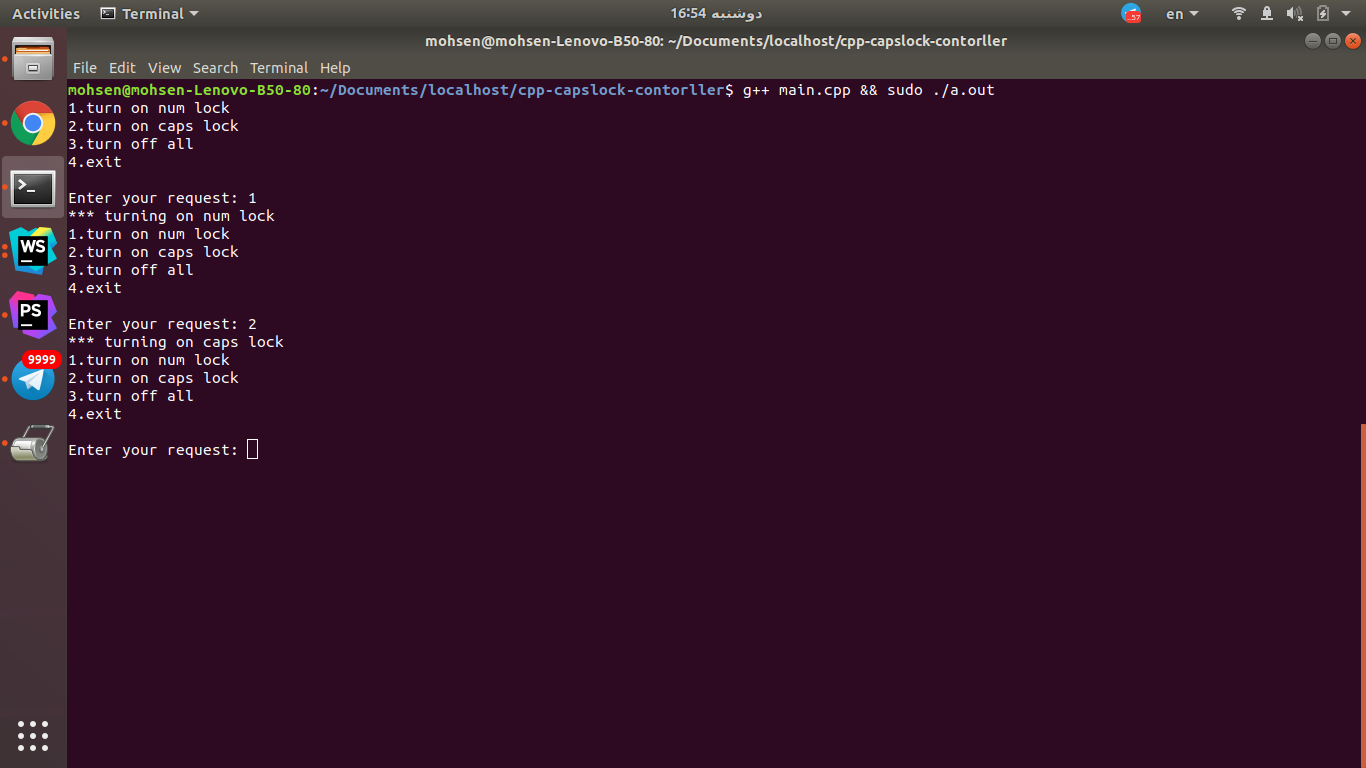 Activities
Terminal
دوشنبه 16:54
57
en
mohsen@mohsen-Lenovo-B50-80: ~/Documents/localhost/cpp-capslock-contorller
File Edit View Search Terminal Help
mohsen@mohsen-Lenovo-B50-80:~/Documents/localhost/cpp-capslock-contorller$ g++ main.cpp && sudo ./a.out
1.turn on num lock
2.turn on caps lock
3.turn off all
4.exit
Enter your request: 1
*** turning on num lock
1.turn on num lock
2.turn on caps lock
3.turn off all
4.exit
Enter your request: 2
*** turning on caps lock
1.turn on num lock
2.turn on caps lock
3.turn off all
4.exit
Enter your request:
WS
PS
9999